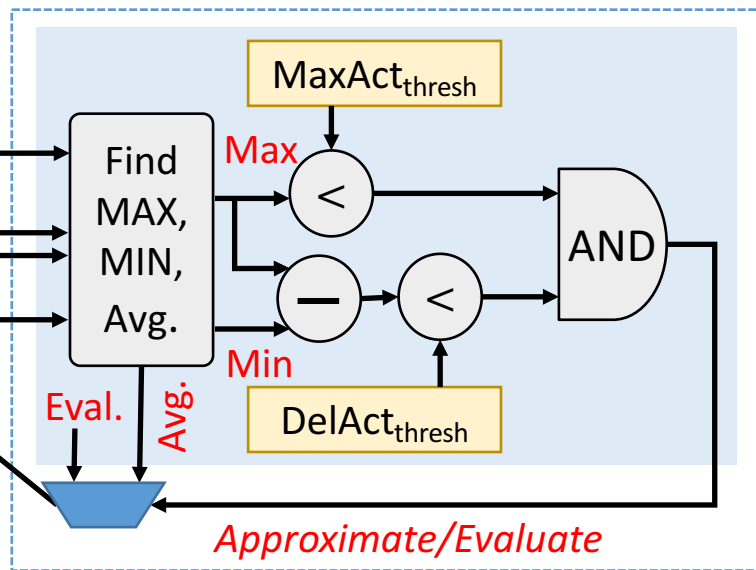 MaxActthresh
Find
MAX,
MIN,
Avg.
Max
<
AND
−
<
Min
Eval.
Avg.
DelActthresh
Approximate/Evaluate